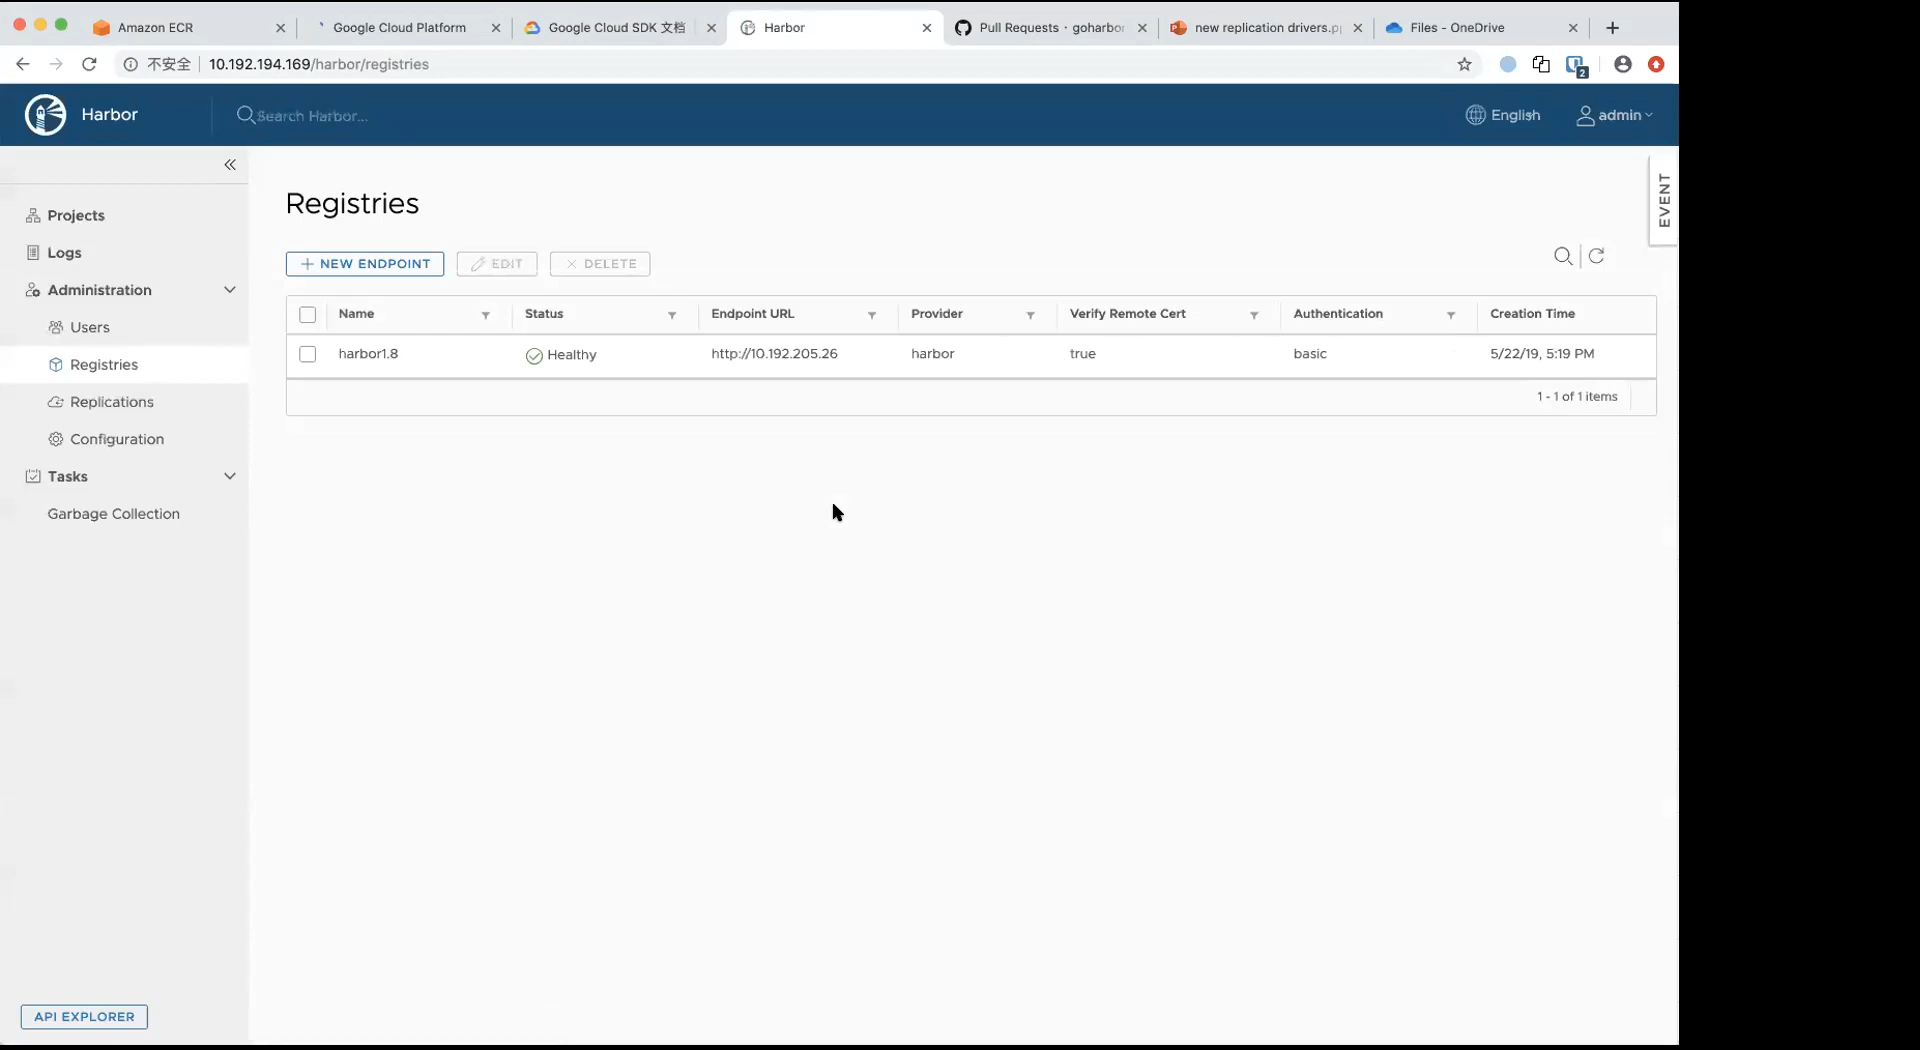 Amazon ECR
Google Cloud Platform
Google Cloud SDK 文档
Harbor
Pull Requests · goharbor
new replication drivers.p
Files - OneDrive
不安全
10.192.194.169/harbor/registries
2
Harbor
Search Harbor...
English
admin
EVENT
Projects
Logs
Administration
Users
Registries
Replications
Configuration
Tasks
Garbage Collection
API EXPLORER
Registries
NEW ENDPOINT
EDIT
DELETE
Name Status Endpoint URL Provider Verify Remote Cert Authentication Creation Time
harbor1.8 Healthy http://10.192.205.26 harbor true basic 5/22/19, 5:19 PM
1 - 1 of 1 items